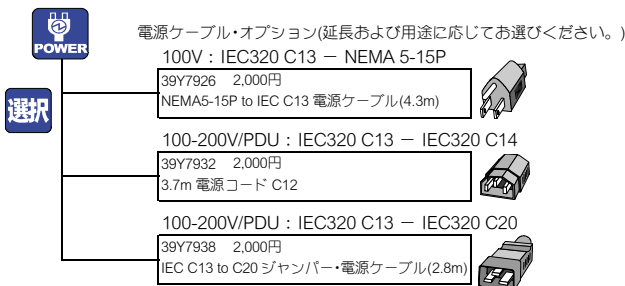 POWER
電源ケーブル・オプション(延長および用途に応じてお選びください。)
100V:IEC320 C13 － NEMA 5-15P
39Y7926 2,000円
NEMA5-15P to IEC C13 電源ケーブル(4.3m)
選択
100-200V/PDU:IEC320 C13 － IEC320 C14
39Y7932 2,000円
3.7m 電源コード C12
100-200V/PDU:IEC320 C13 － IEC320 C20
39Y7938 2,000円
IEC C13 to C20 ジャンパー・電源ケーブル(2.8m)